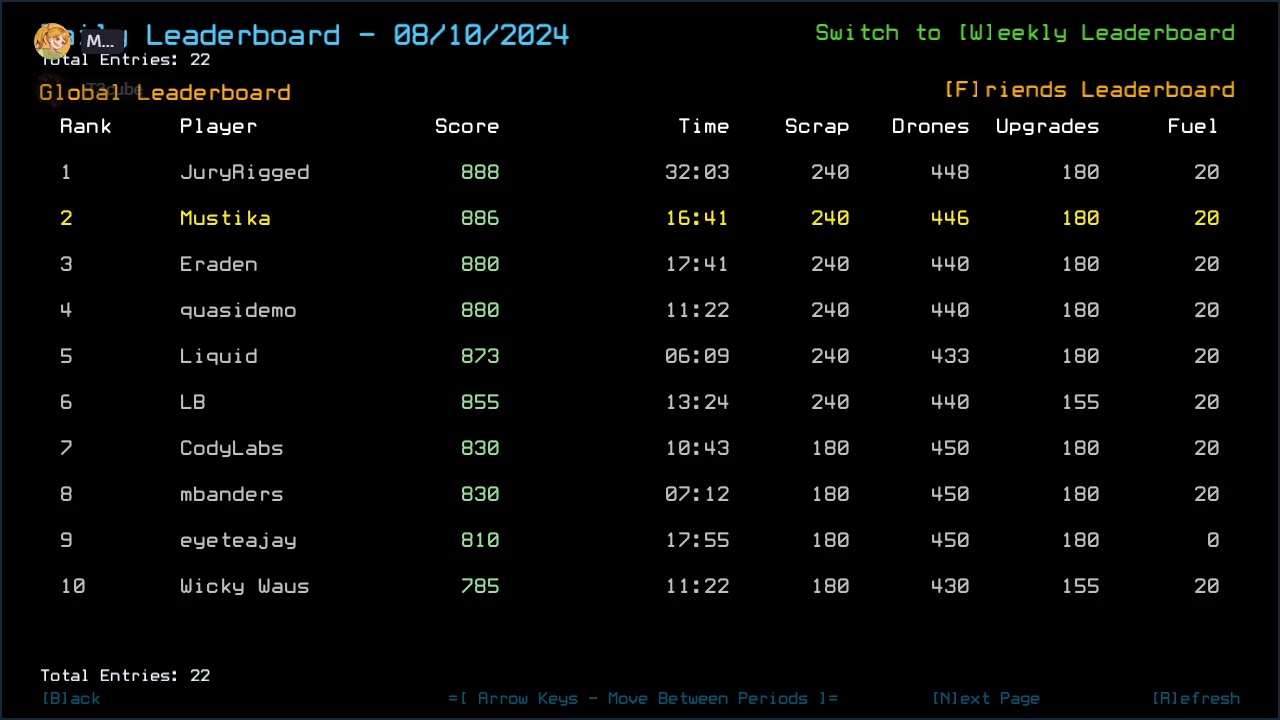 Daily Leaderboard - 08/10/2024
Switch to [W]eekly Leaderboard
M...
Total Entries: 22
T3cube
Global Leaderboard
[F]riends Leaderboard
Rank Player Score Time Scrap Drones Upgrades Fuel
1 JuryRigged 888 32:03 240 448 180 20
2 Mustika 886 16:41 240 446 180 20
3 Eraden 880 17:41 240 440 180 20
4 quasidemo 880 11:22 240 440 180 20
5 Liquid 873 06:09 240 433 180 20
6 LB 855 13:24 240 440 155 20
7 CodyLabs 830 10:43 180 450 180 20
8 mbanders 830 07:12 180 450 180 20
9 eyeteajay 810 17:55 180 450 180 0
10 Wicky Waus 785 11:22 180 430 155 20
Total Entries: 22
[B]ack =[ Arrow Keys - Move Between Periods ]= [N]ext Page [R]efresh